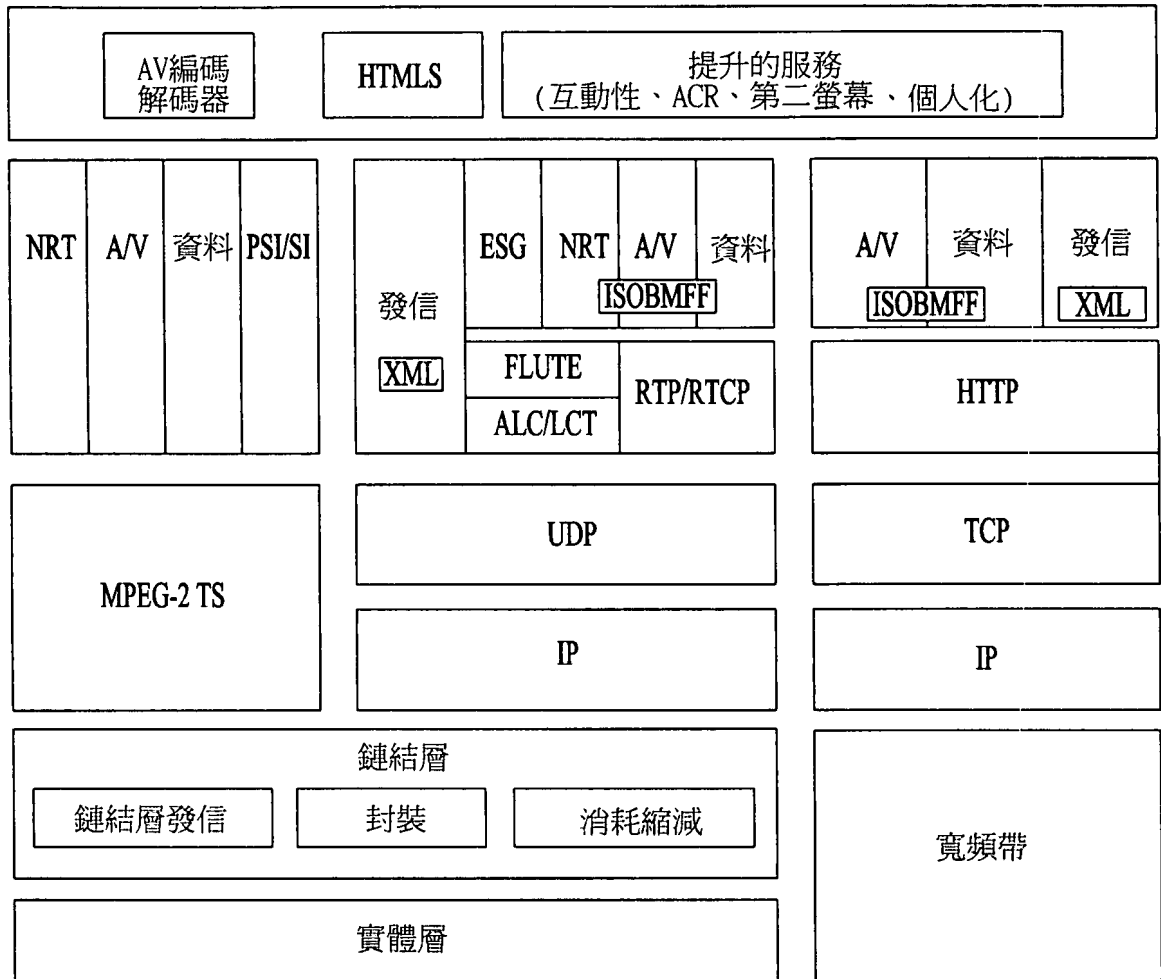 AV編碼
解碼器
HTMLS
提升的服務
(互動性、ACR、第二螢幕、個人化)
NRT
A/V
資料
PSI/SI
發信
XML
ESG
NRT
A/V
資料
ISOBMFF
FLUTE
ALC/LCT
RTP/RTCP
A/V
資料
發信
ISOBMFF
XML
HTTP
MPEG-2 TS
UDP
TCP
IP
IP
鏈結層
鏈結層發信
封裝
消耗縮減
寬頻帶
實體層